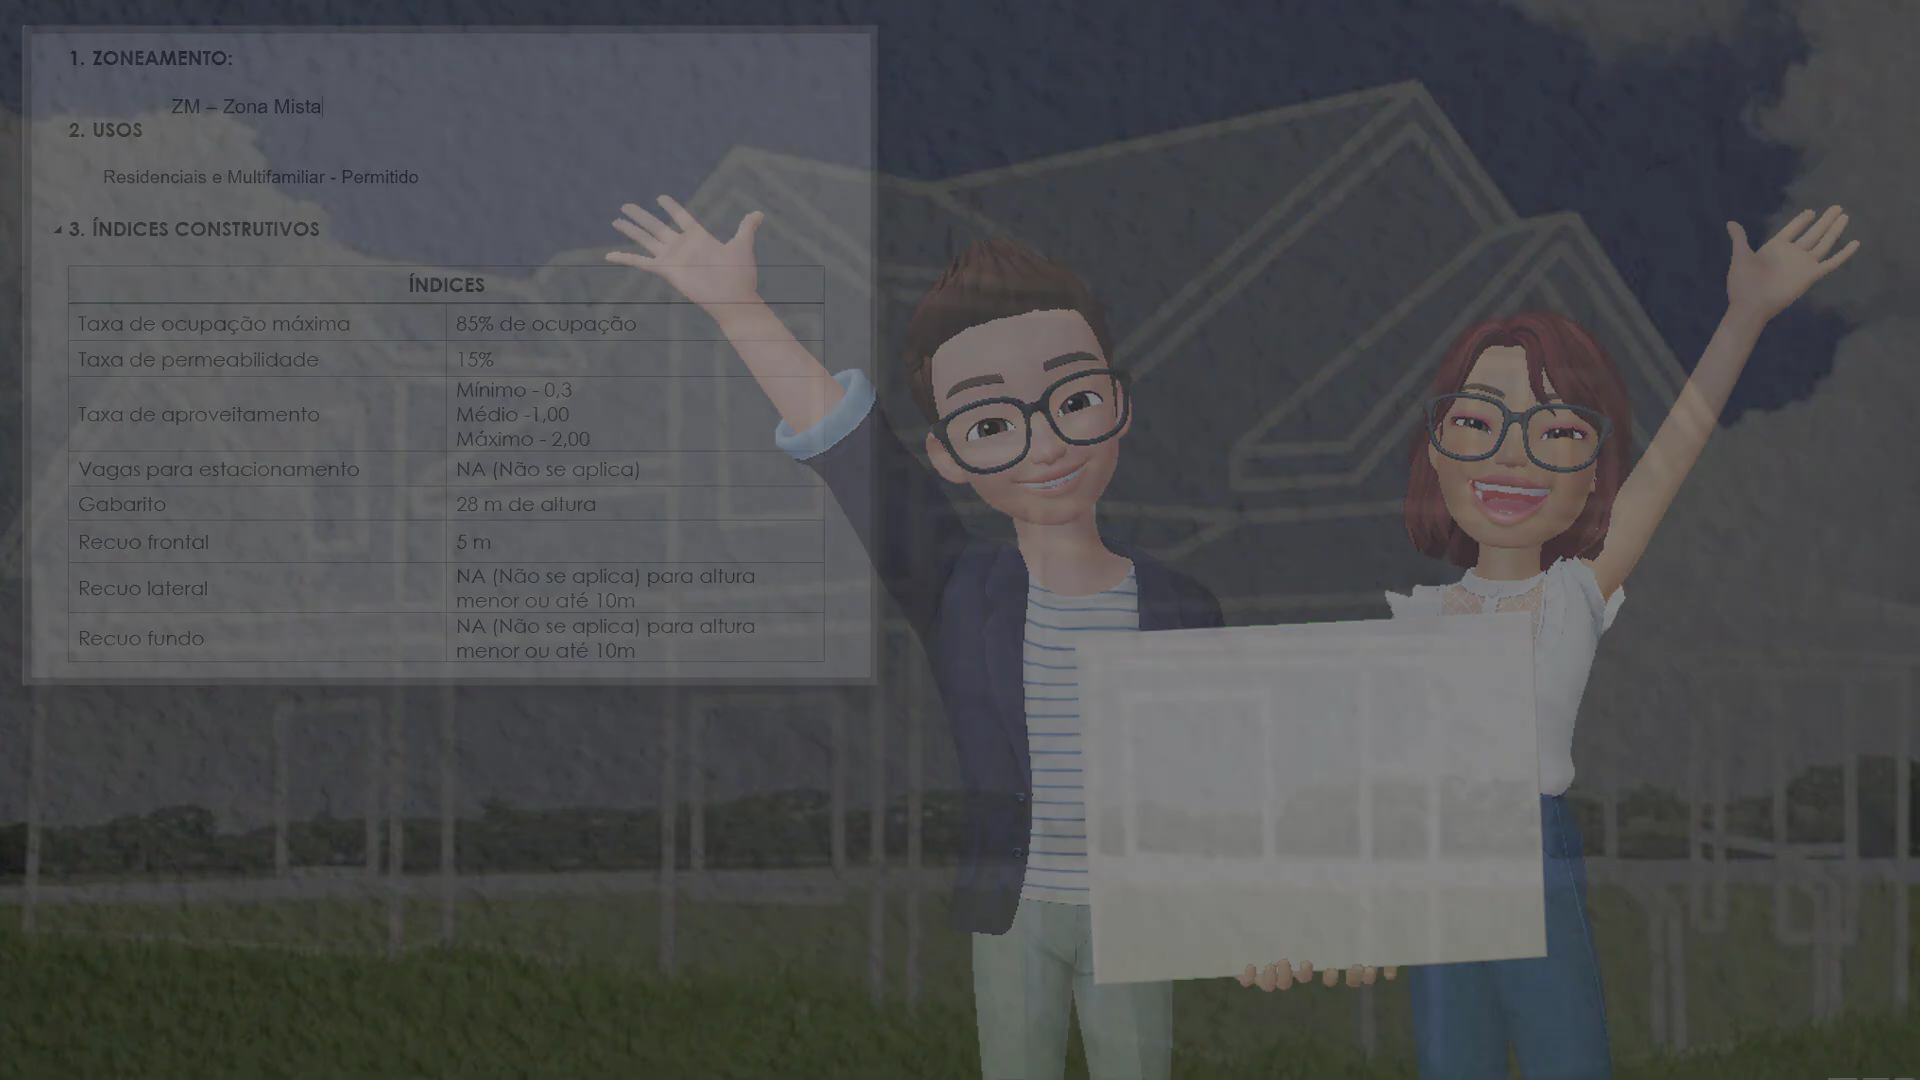 1. ZONEAMENTO:
ZM – Zona Mista
2. USOS
Residenciais e Multifamiliar - Permitido
3. ÍNDICES CONSTRUTIVOS
ÍNDICES
Taxa de ocupação máxima
85% de ocupação
Taxa de permeabilidade
15%
Taxa de aproveitamento
Mínimo - 0,3
Médio -1,00
Máximo - 2,00
Vagas para estacionamento
NA (Não se aplica)
Gabarito
28 m de altura
Recuo frontal
5 m
Recuo lateral
NA (Não se aplica) para altura
menor ou até 10m
Recuo fundo
NA (Não se aplica) para altura
menor ou até 10m